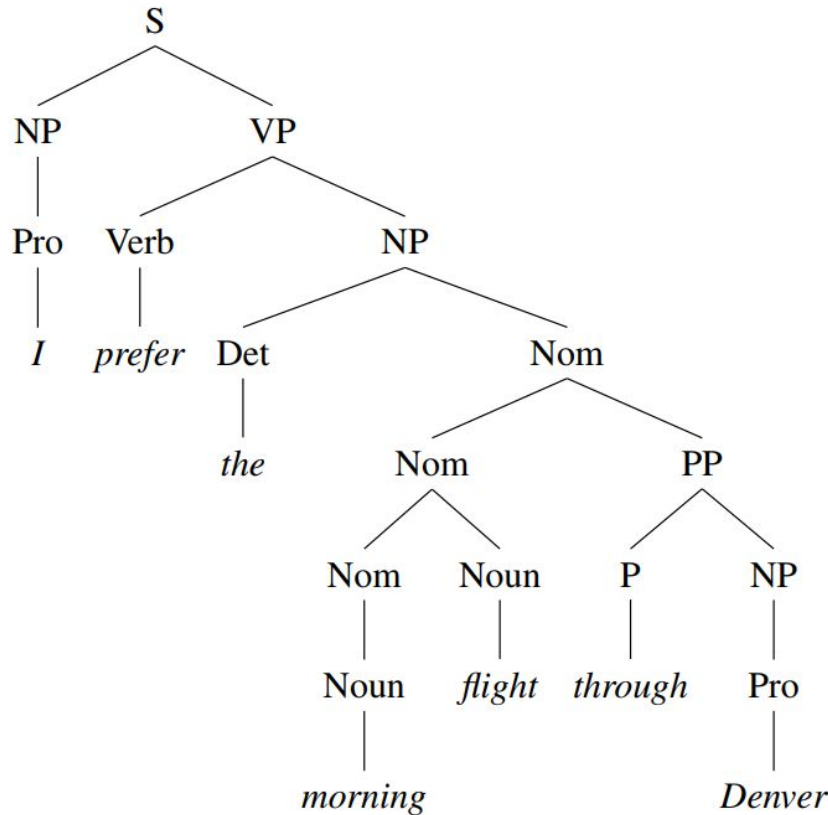 S
NP VP
Pro Verb NP
I prefer Det Nom
the Nom PP
Nom Noun P NP
Noun flight through Pro
morning Denver